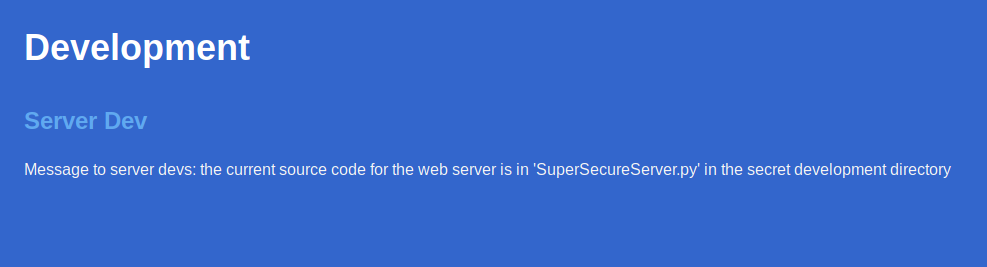 Development
Server Dev
Message to server devs: the current source code for the web server is in 'SuperSecureServer.py' in the secret development directory